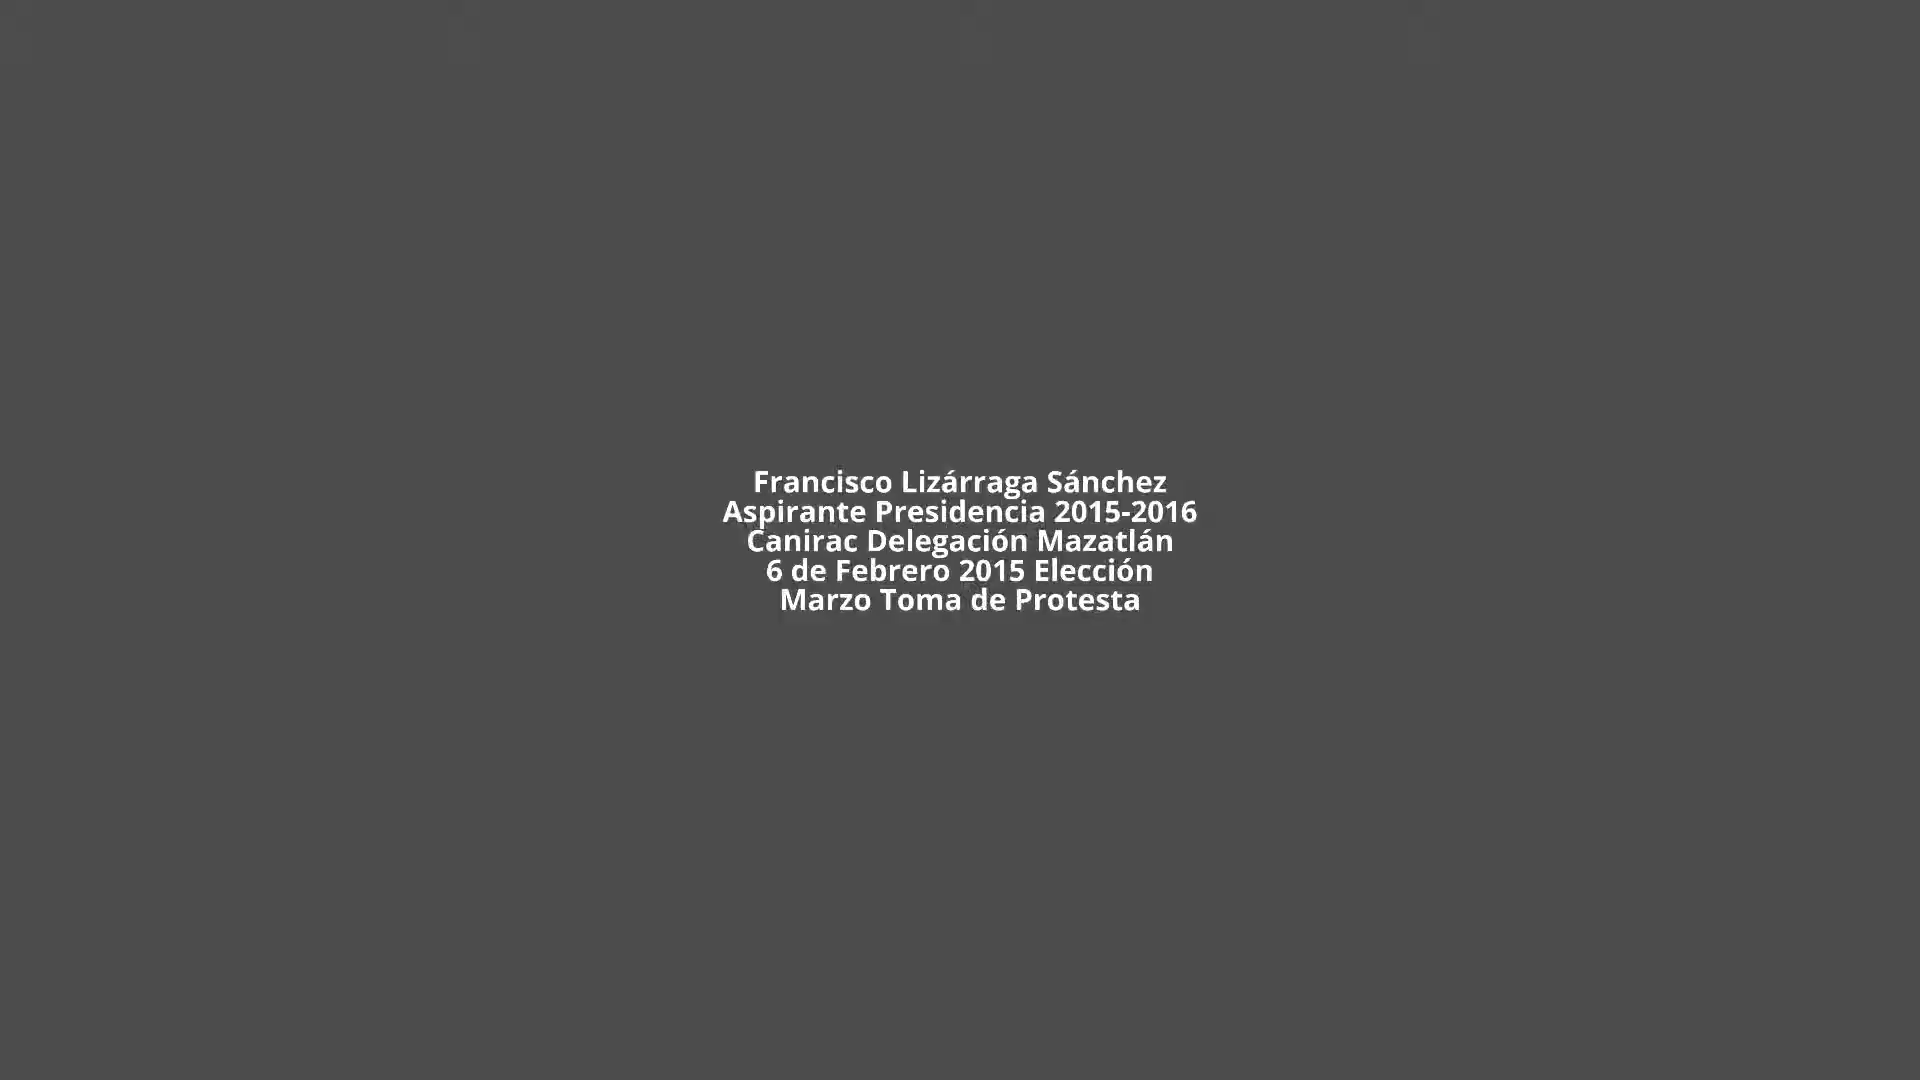 Francisco Lizárraga Sánchez
Aspirante Presidencia 2015-2016
Canirac Delegación Mazatlán
6 de Febrero 2015 Elección
Marzo Toma de Protesta